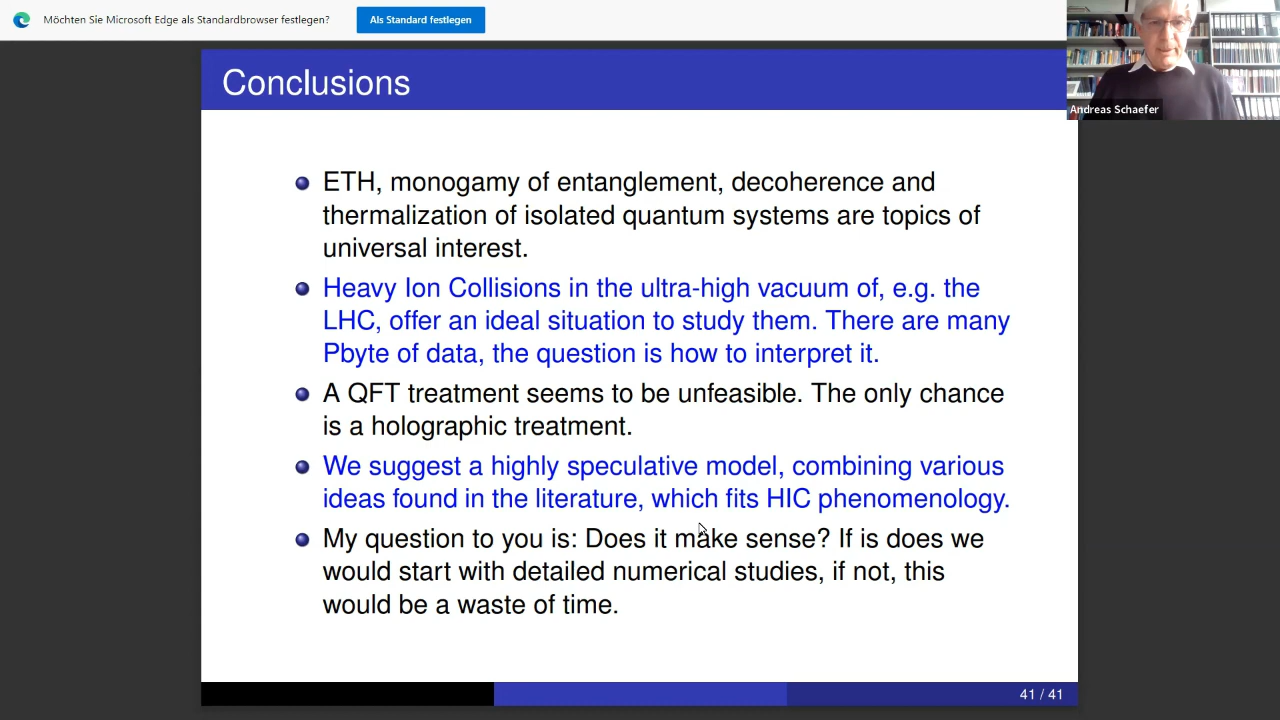 Möchten Sie Microsoft Edge als Standardbrowser festlegen? Als Standard festlegen
Andreas Schaefer
Conclusions
ETH, monogamy of entanglement, decoherence and
thermalization of isolated quantum systems are topics of
universal interest.
Heavy Ion Collisions in the ultra-high vacuum of, e.g. the
LHC, offer an ideal situation to study them. There are many
Pbyte of data, the question is how to interpret it.
A QFT treatment seems to be unfeasible. The only chance
is a holographic treatment.
We suggest a highly speculative model, combining various
ideas found in the literature, which fits HIC phenomenology.
My question to you is: Does it make sense? If is does we
would start with detailed numerical studies, if not, this
would be a waste of time.
41 / 41